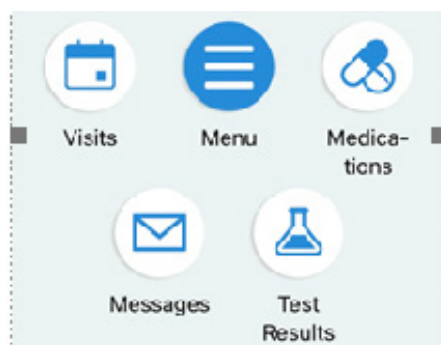 Visits
Menu
Medica-
tions
Messages
Test
Results